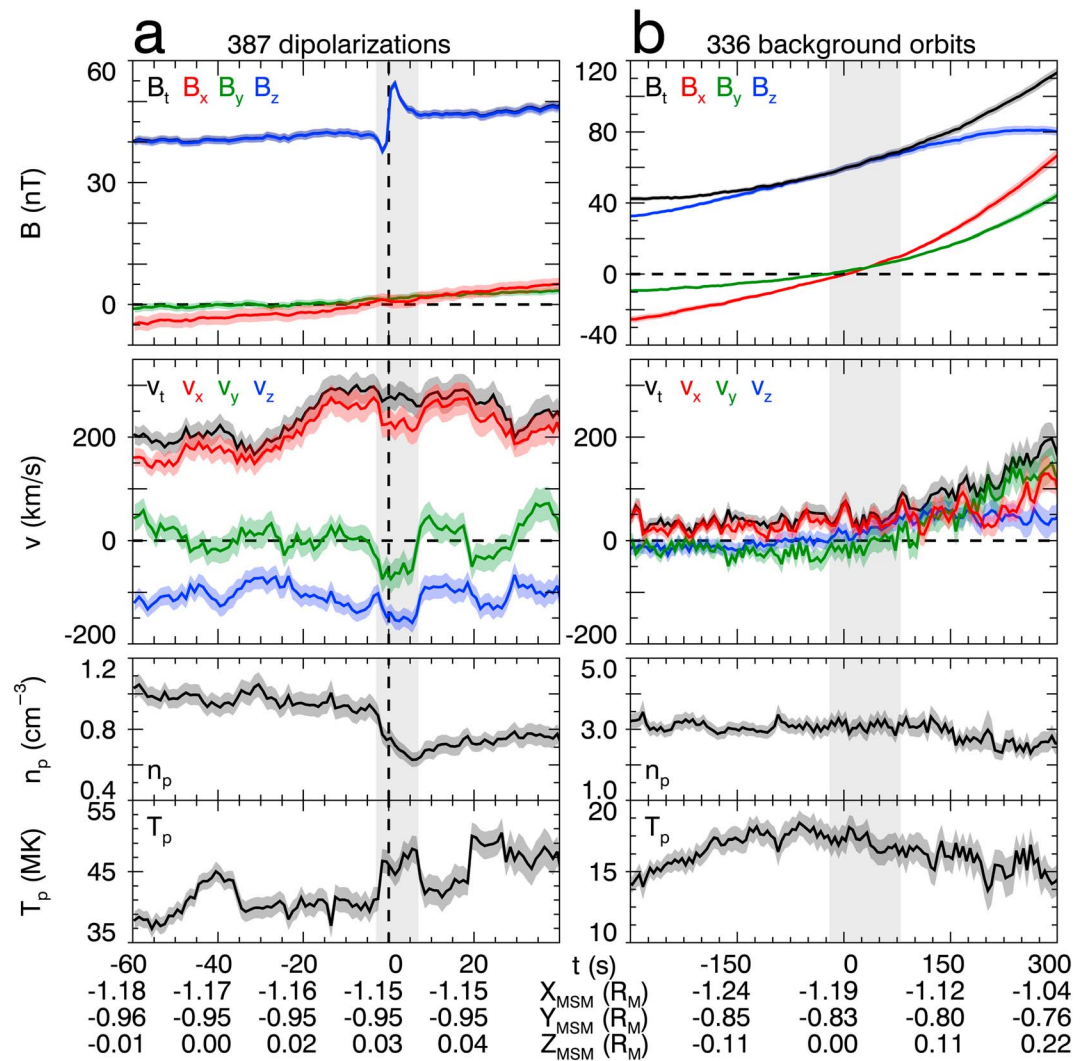 a 387 dipolarizations
b 336 background orbits
B (nT)
60
30
0
Bt Bx By Bz
120
80
40
0
-40
Bt Bx By Bz
v (km/s)
200
0
-200
vt vx vy vz
200
0
-200
vt vx vy vz
np (cm−3)
1.2
0.8
0.4
np
5.0
3.0
1.0
np
Tp (MK)
55
45
35
Tp
20
15
10
Tp
-60 -40 -20 0 20 t (s) -150 0 150 300
-1.18 -1.17 -1.16 -1.15 -1.15 XMSM (RM) -1.24 -1.19 -1.12 -1.04
-0.96 -0.95 -0.95 -0.95 -0.95 YMSM (RM) -0.85 -0.83 -0.80 -0.76
-0.01 0.00 0.02 0.03 0.04 ZMSM (RM) -0.11 0.00 0.11 0.22